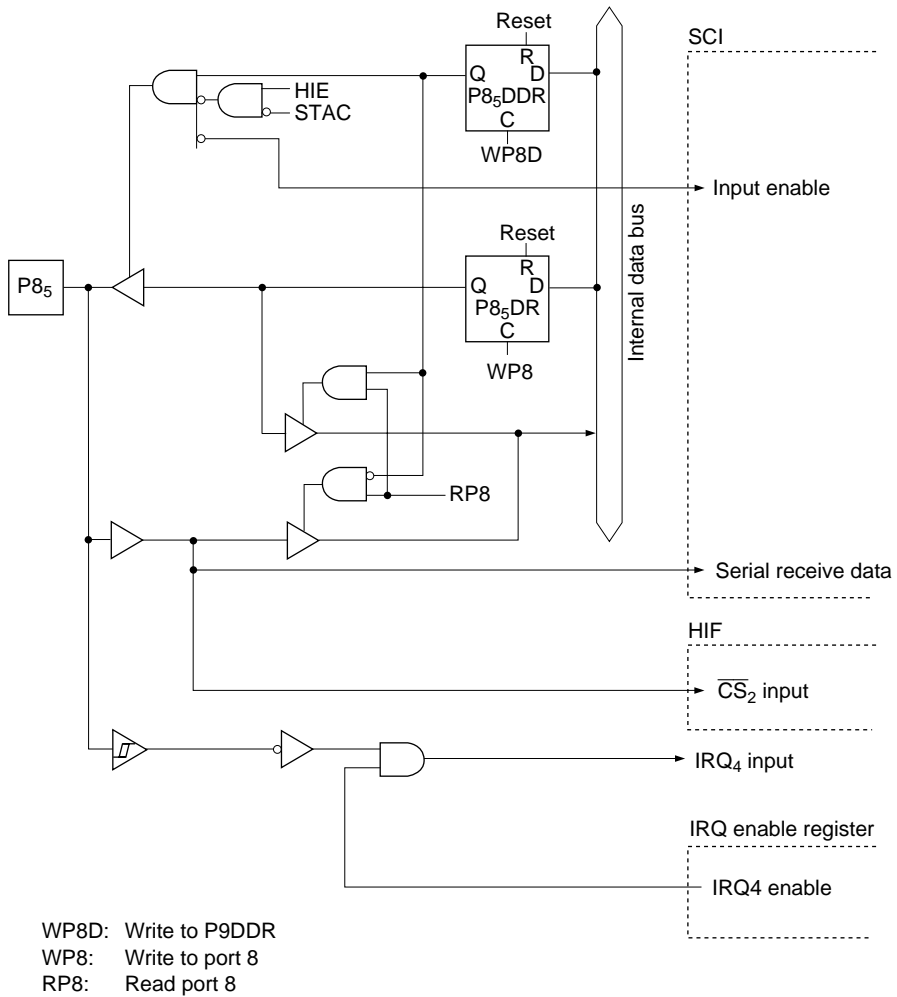 Reset
SCI
Q
R
D
HIE
P8₅DDR
STAC
C
WP8D
Input enable
Reset
Internal data bus
P8₅
Q
R
D
P8₅DR
C
WP8
RP8
Serial receive data
HIF
C̅S̅₂ input
IRQ₄ input
IRQ enable register
IRQ4 enable
WP8D: Write to P9DDR
WP8: Write to port 8
RP8: Read port 8